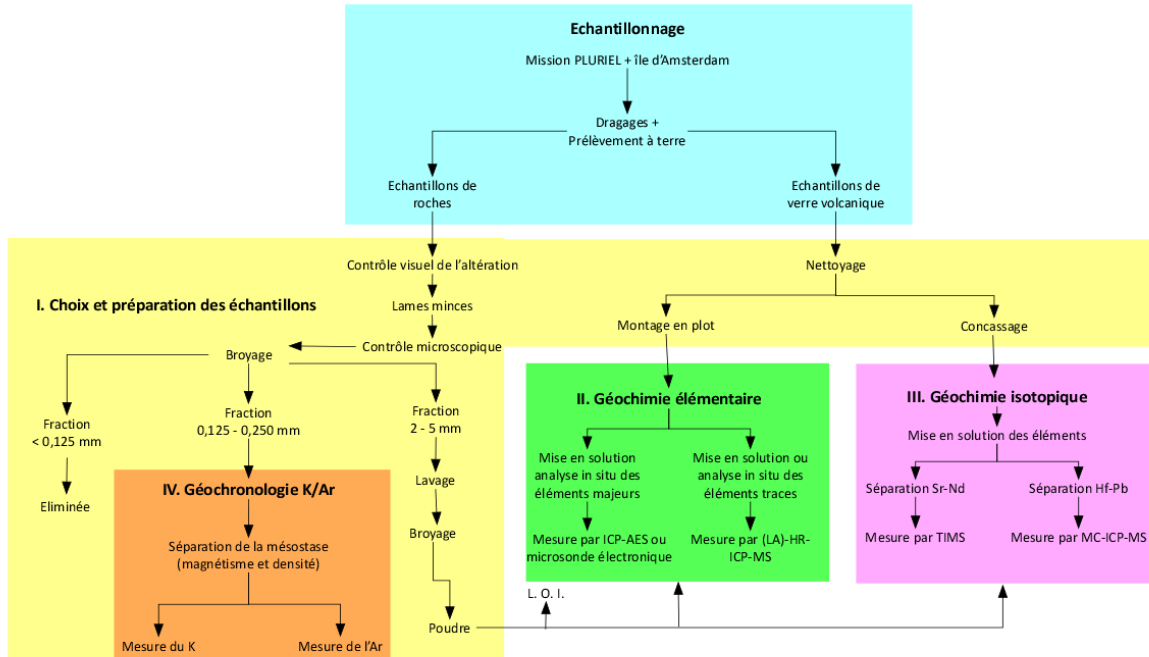 Echantillonnage
Mission PLURIEL + île d'Amsterdam
Dragages +
Prélèvement à terre
Echantillons de
roches
Echantillons de
verre volcanique
Contrôle visuel de l'altération
Nettoyage
I. Choix et préparation des échantillons
Lames minces
Montage en plot
Concassage
Contrôle microscopique
Broyage
Fraction
< 0,125 mm
Eliminée
Fraction
0,125 - 0,250 mm
Fraction
2 - 5 mm
Lavage
Broyage
Poudre
L. O. I.
IV. Géochronologie K/Ar
Séparation de la mésostase
(magnétisme et densité)
Mesure du K
Mesure de l'Ar
II. Géochimie élémentaire
Mise en solution
analyse in situ des
éléments majeurs
Mise en solution ou
analyse in situ des
éléments traces
Mesure par ICP-AES ou
microsonde électronique
Mesure par (LA)-HR-
ICP-MS
III. Géochimie isotopique
Mise en solution des éléments
Séparation Sr-Nd
Séparation Hf-Pb
Mesure par TIMS
Mesure par MC-ICP-MS